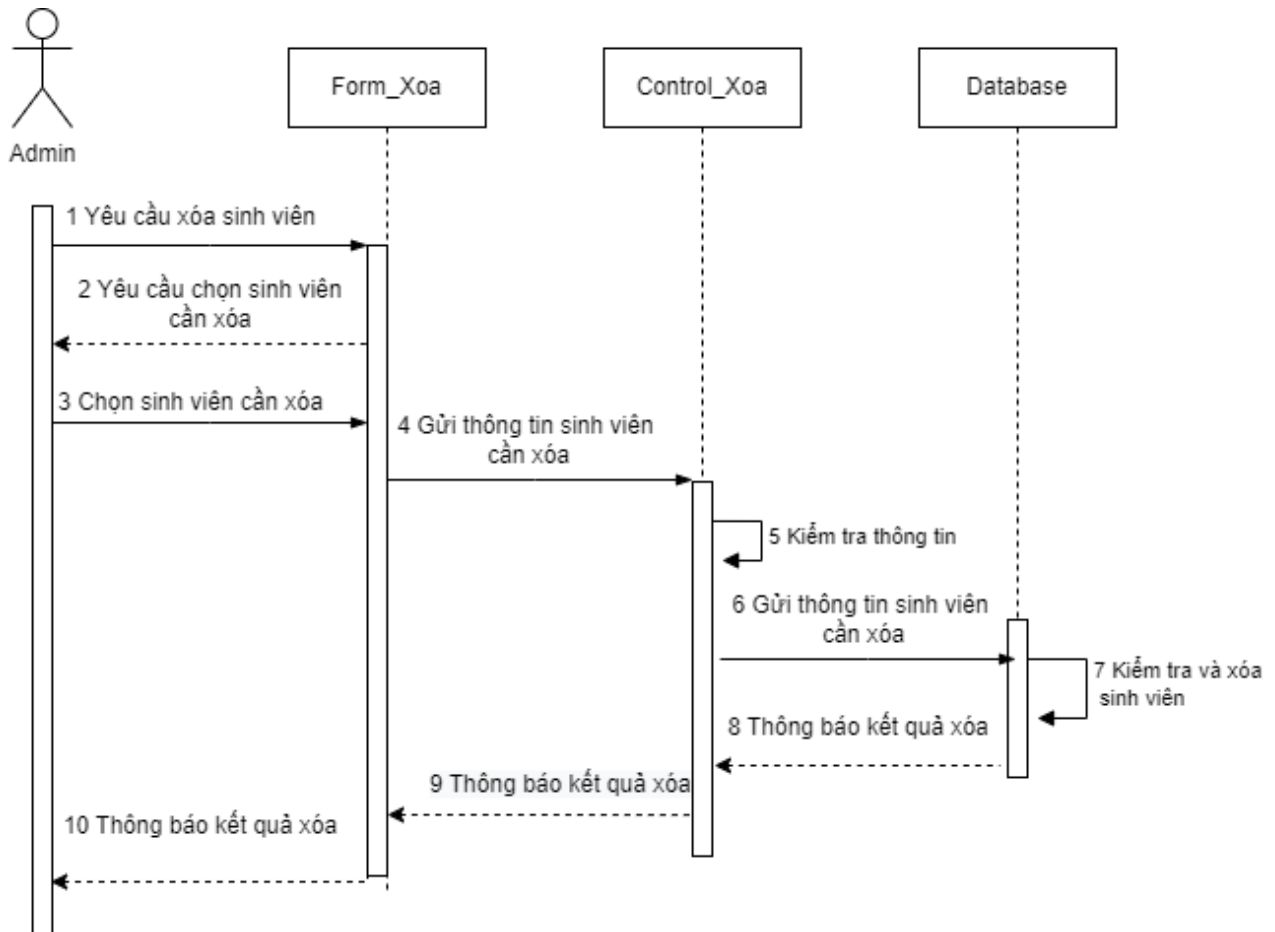 Form_Xoa
Control_Xoa
Database
Admin
1 Yêu cầu xóa sinh viên
2 Yêu cầu chọn sinh viên
cần xóa
3 Chọn sinh viên cần xóa
4 Gửi thông tin sinh viên
cần xóa
5 Kiểm tra thông tin
6 Gửi thông tin sinh viên
cần xóa
7 Kiểm tra và xóa
sinh viên
8 Thông báo kết quả xóa
9 Thông báo kết quả xóa
10 Thông báo kết quả xóa